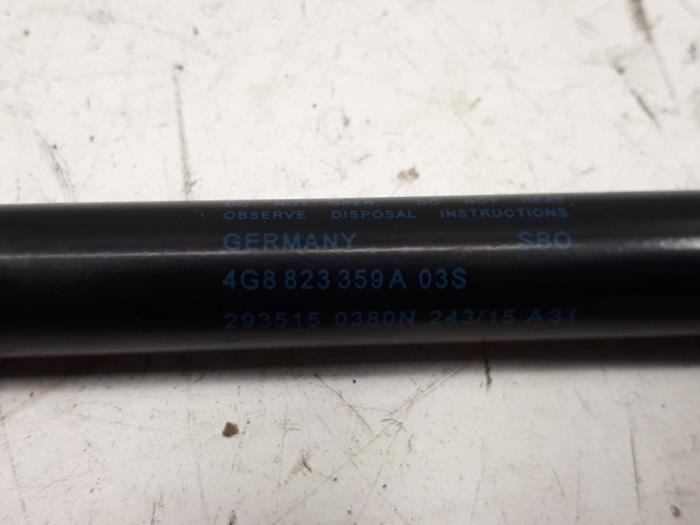 DO NOT OPEN, DO NOT HEAT
OBSERVE DISPOSAL INSTRUCTIONS
GERMANY SBO
4G8 823 359 A 03S
293515 0380N 243/15 A31